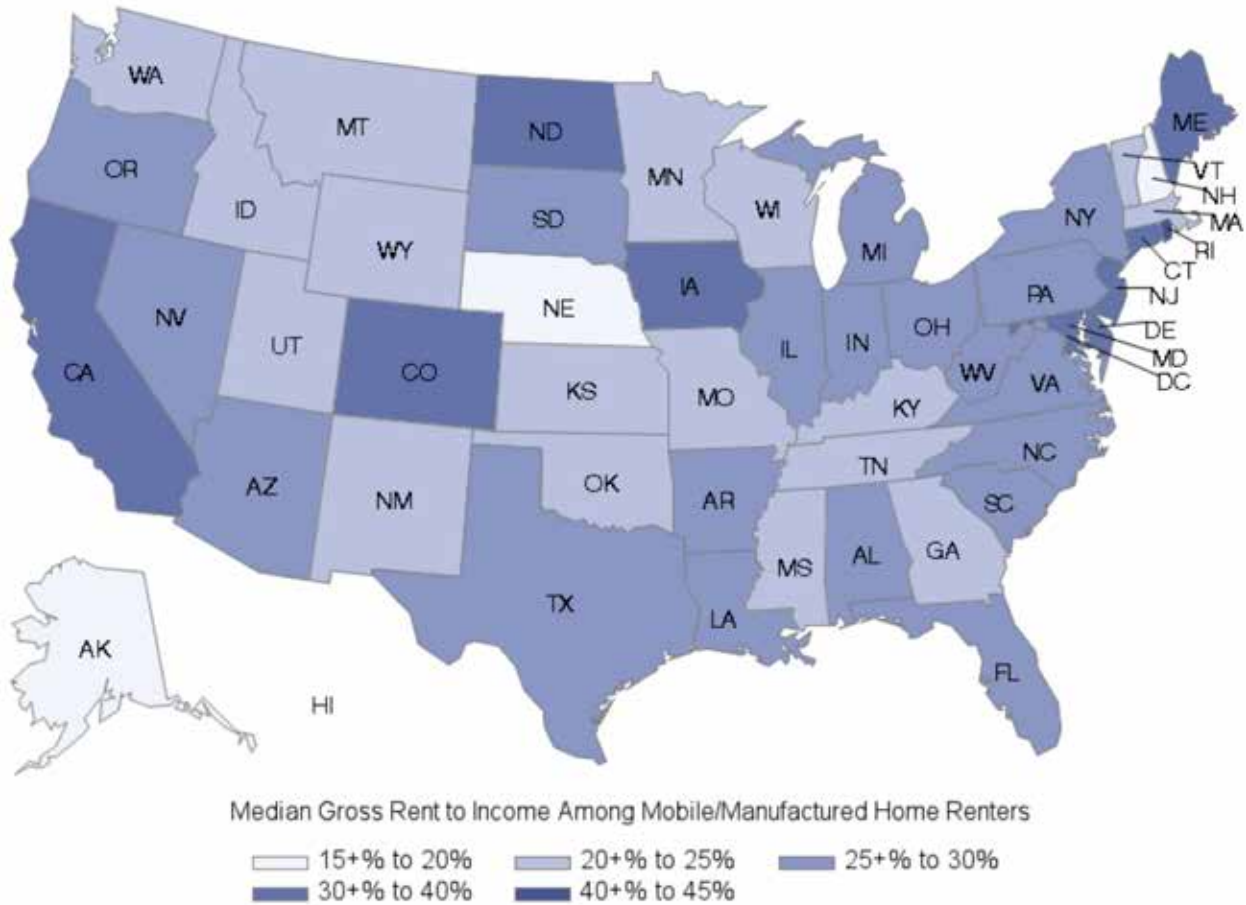 WA
MT
ND
ME
OR
MN
VT
ID
SD
WI
NH
NY
MA
WY
MI
RI
CT
IA
PA
NJ
NE
NV
OH
DE
UT
IL
IN
MD
CA
CO
WV
VA
DC
KS
MO
KY
NC
TN
AZ
OK
NM
AR
SC
MS
AL
GA
TX
LA
AK
FL
HI
Median Gross Rent to Income Among Mobile/Manufactured Home Renters
15+% to 20% 20+% to 25% 25+% to 30%
30+% to 40% 40+% to 45%